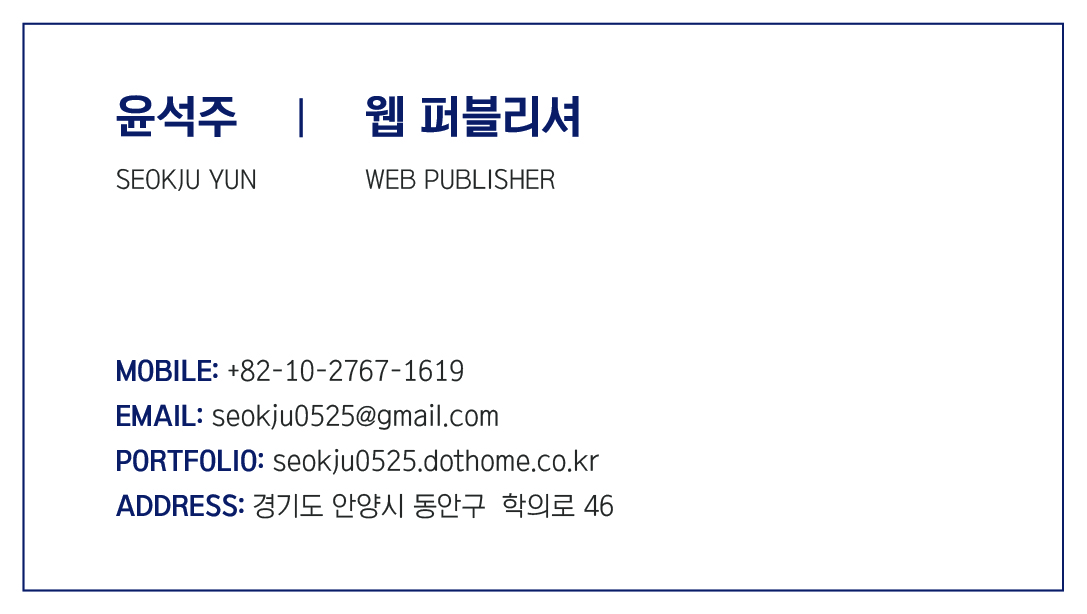 윤석주 | 웹 퍼블리셔
SEOKJU YUN WEB PUBLISHER
MOBILE: +82-10-2767-1619
EMAIL: seokju0525@gmail.com
PORTFOLIO: seokju0525.dothome.co.kr
ADDRESS: 경기도 안양시 동안구 학의로 46